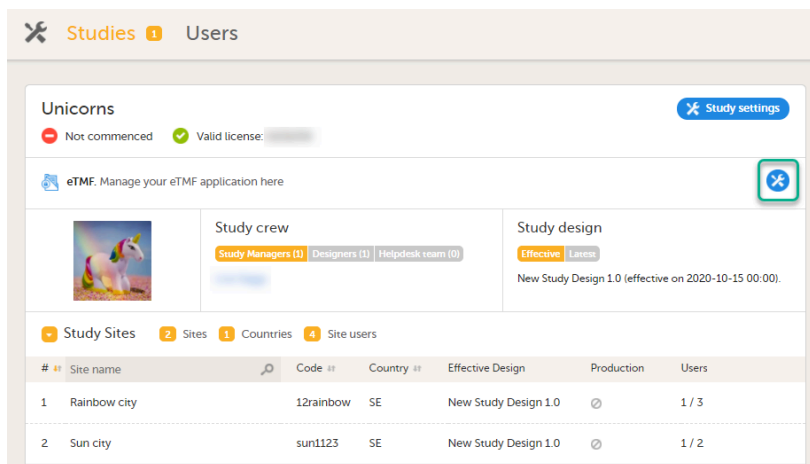 Studies 1 Users
Unicorns
Study settings
Not commenced Valid license:
eTMF. Manage your eTMF application here
Study crew
Study Managers (1) Designers (1) Helpdesk team (0)
Study design
Effective Latest
New Study Design 1.0 (effective on 2020-10-15 00:00).
Study Sites 2 Sites 1 Countries 4 Site users
# Site name Code Country Effective Design Production Users
1 Rainbow city 12rainbow SE New Study Design 1.0 1 / 3
2 Sun city sun1123 SE New Study Design 1.0 1 / 2